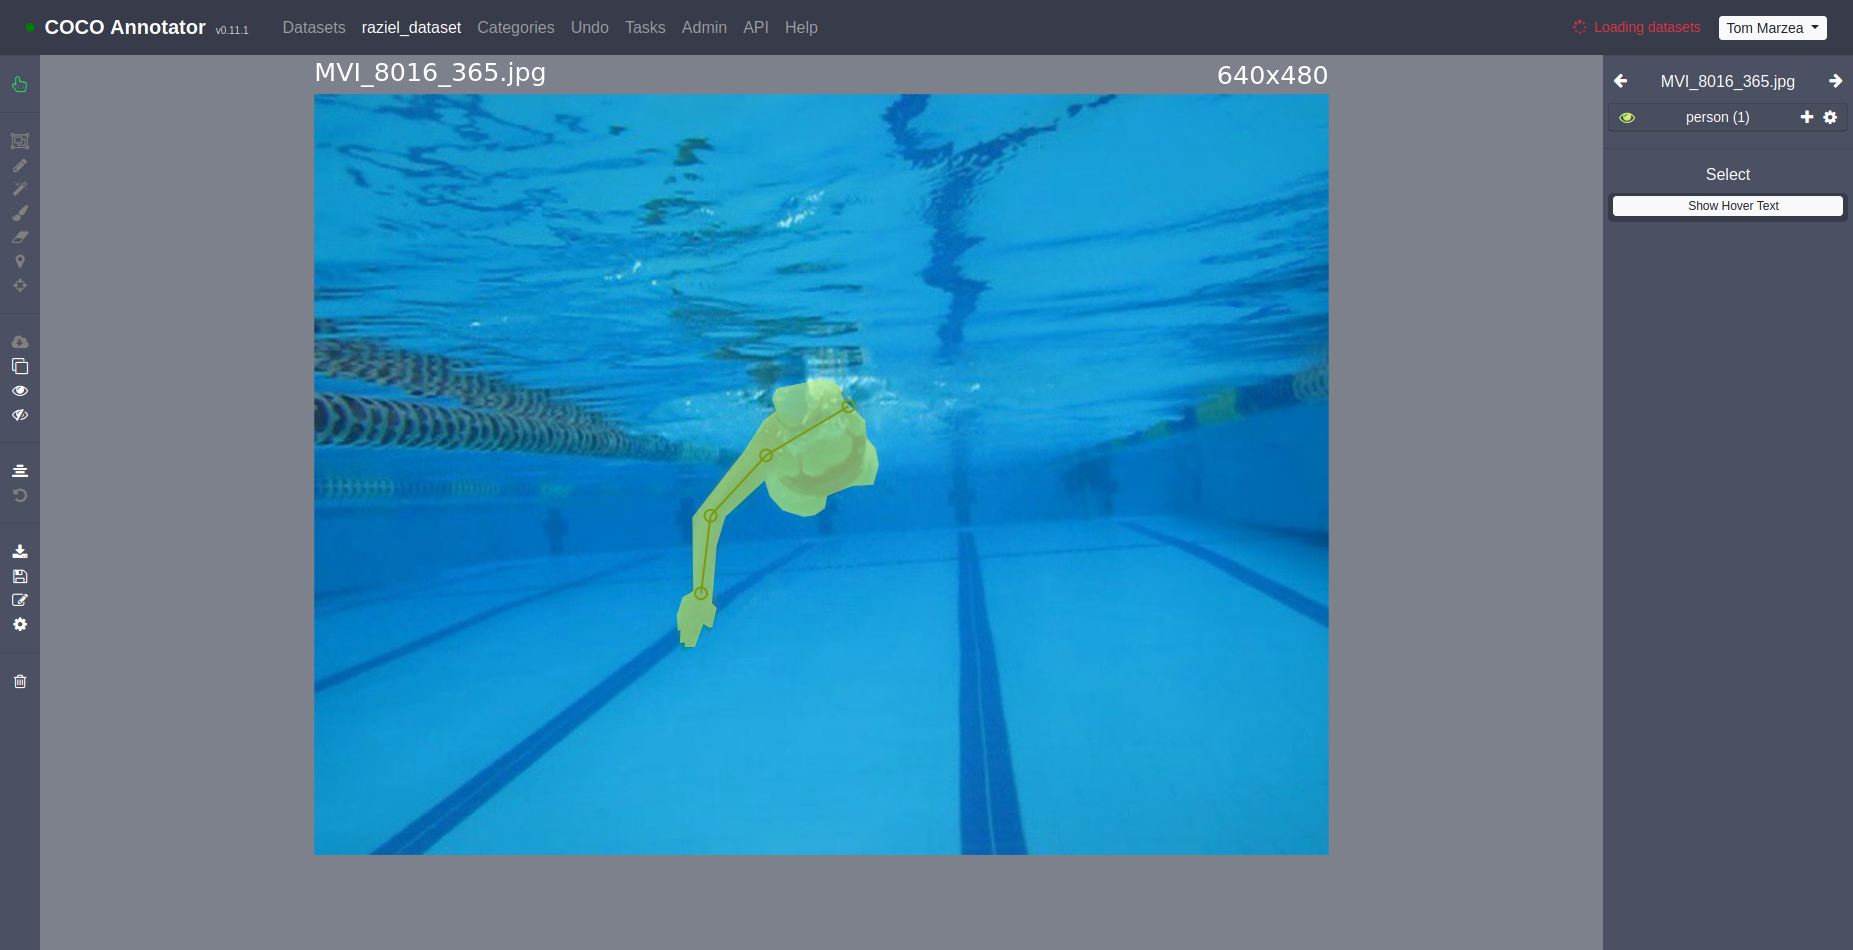 COCO Annotator v0.11.1 Datasets raziel_dataset Categories Undo Tasks Admin API Help Loading datasets Tom Marzea
MVI_8016_365.jpg 640x480
MVI_8016_365.jpg
person (1)
Select
Show Hover Text